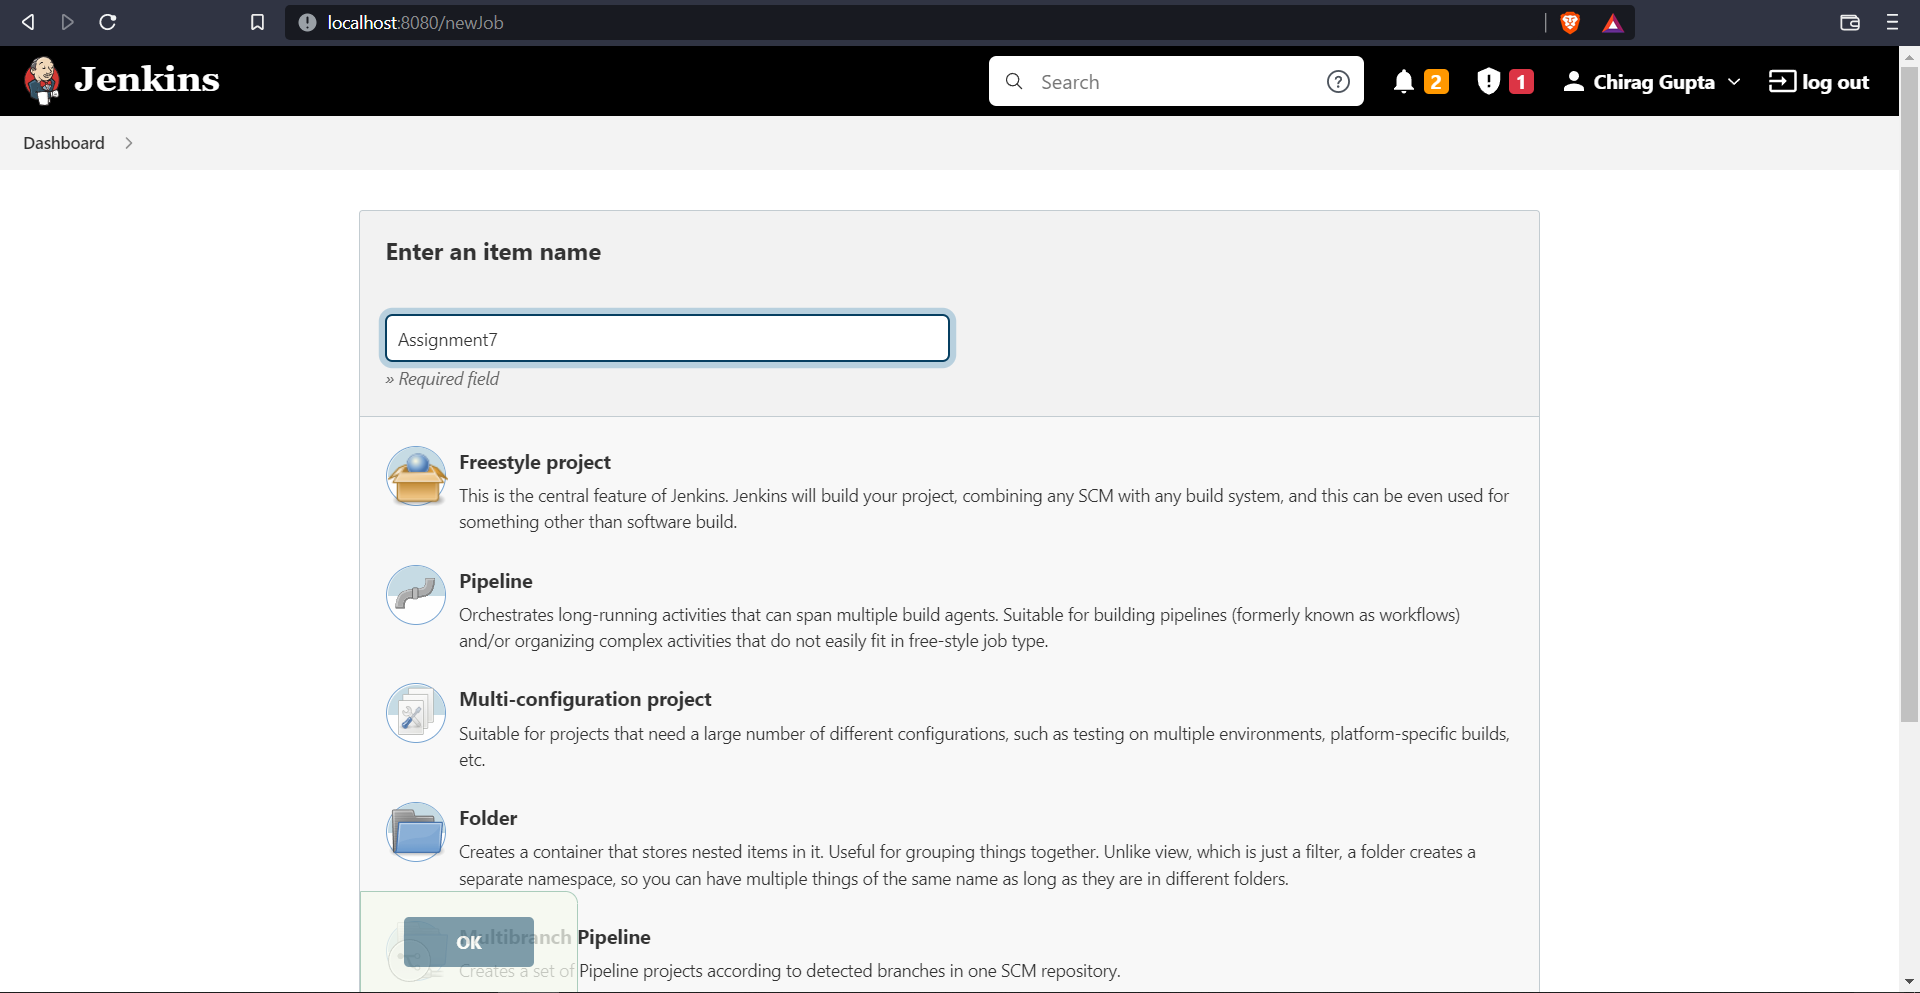 localhost:8080/newJob
Jenkins
Search
2
1
Chirag Gupta
log out
Dashboard
Enter an item name
Assignment7
» Required field
Freestyle project
This is the central feature of Jenkins. Jenkins will build your project, combining any SCM with any build system, and this can be even used for
something other than software build.
Pipeline
Orchestrates long-running activities that can span multiple build agents. Suitable for building pipelines (formerly known as workflows)
and/or organizing complex activities that do not easily fit in free-style job type.
Multi-configuration project
Suitable for projects that need a large number of different configurations, such as testing on multiple environments, platform-specific builds,
etc.
Folder
Creates a container that stores nested items in it. Useful for grouping things together. Unlike view, which is just a filter, a folder creates a
separate namespace, so you can have multiple things of the same name as long as they are in different folders.
OK
Multibranch Pipeline
Creates a set of Pipeline projects according to detected branches in one SCM repository.